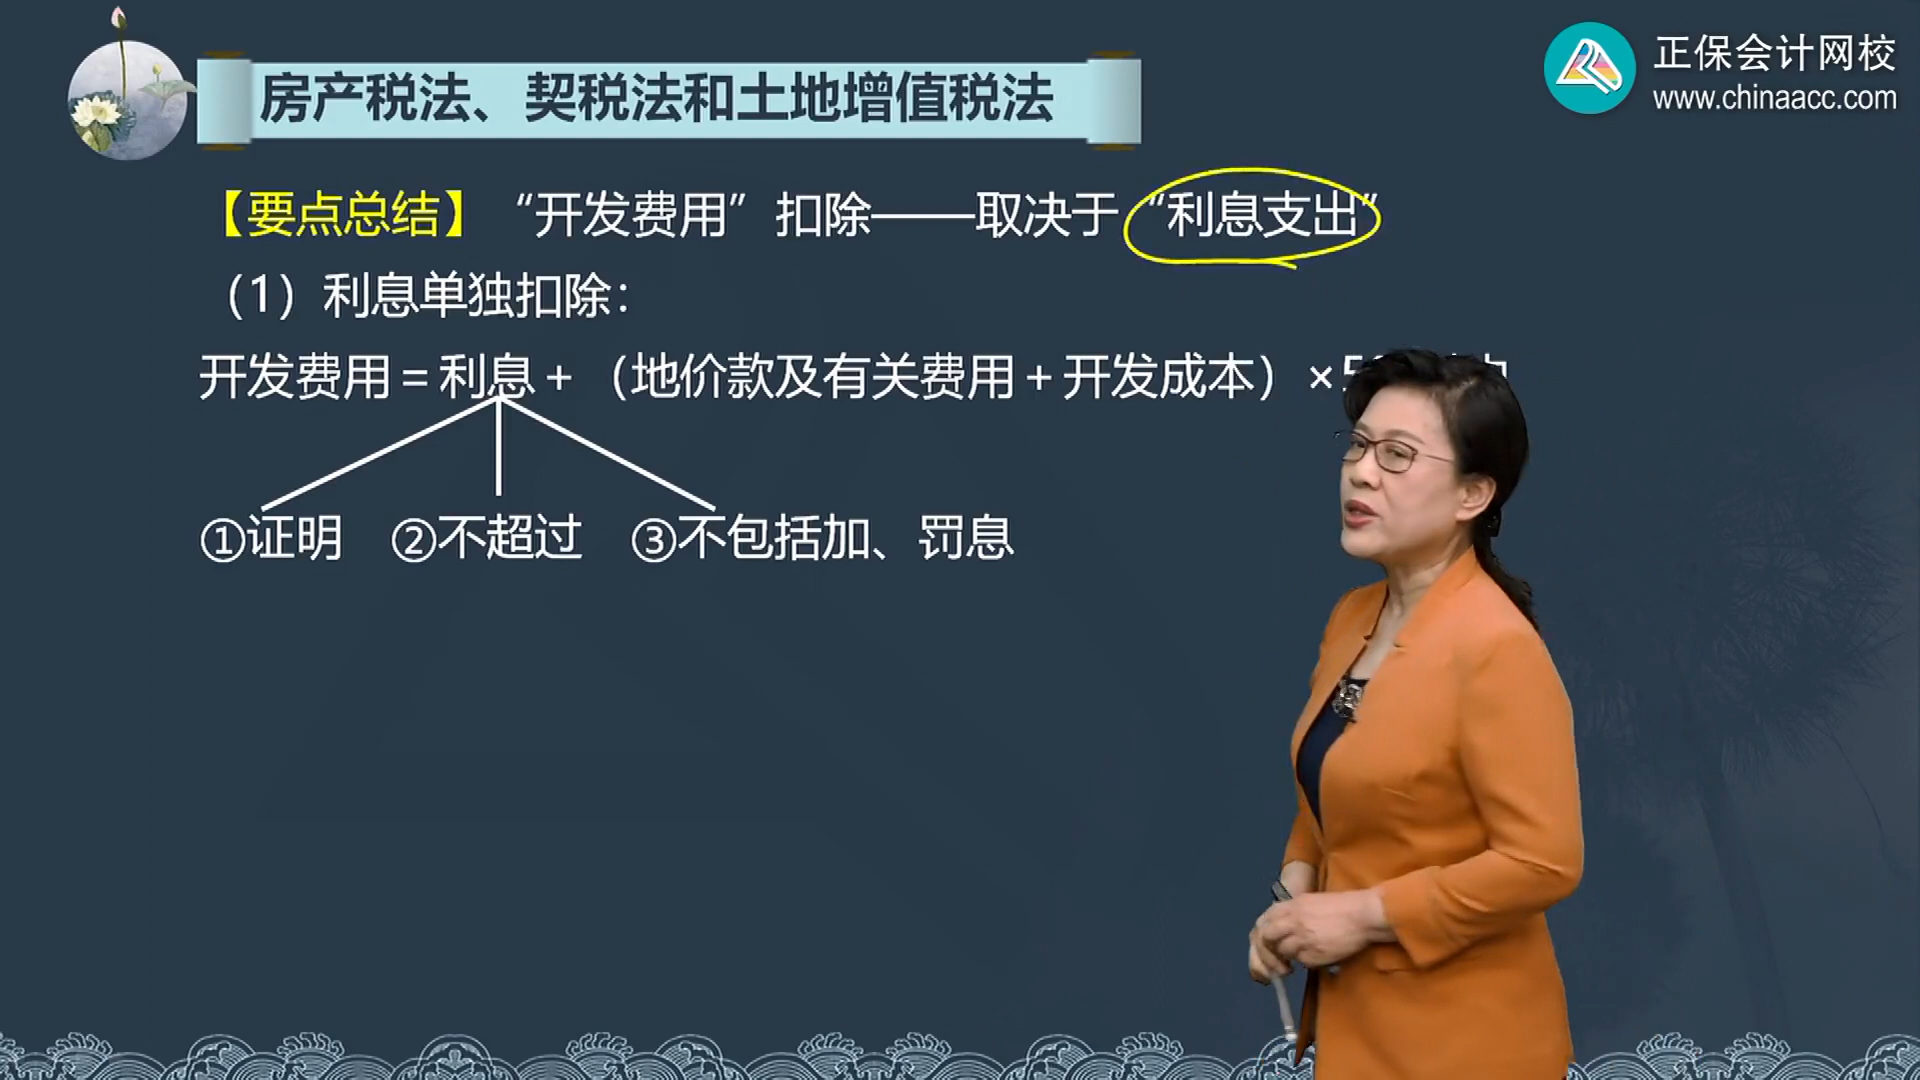 正保会计网校
www.chinaacc.com
房产税法、契税法和土地增值税法
【要点总结】“开发费用”扣除——取决于“利息支出”
（1）利息单独扣除：
开发费用＝利息＋（地价款及有关费用＋开发成本）×5
①证明 ②不超过 ③不包括加、罚息